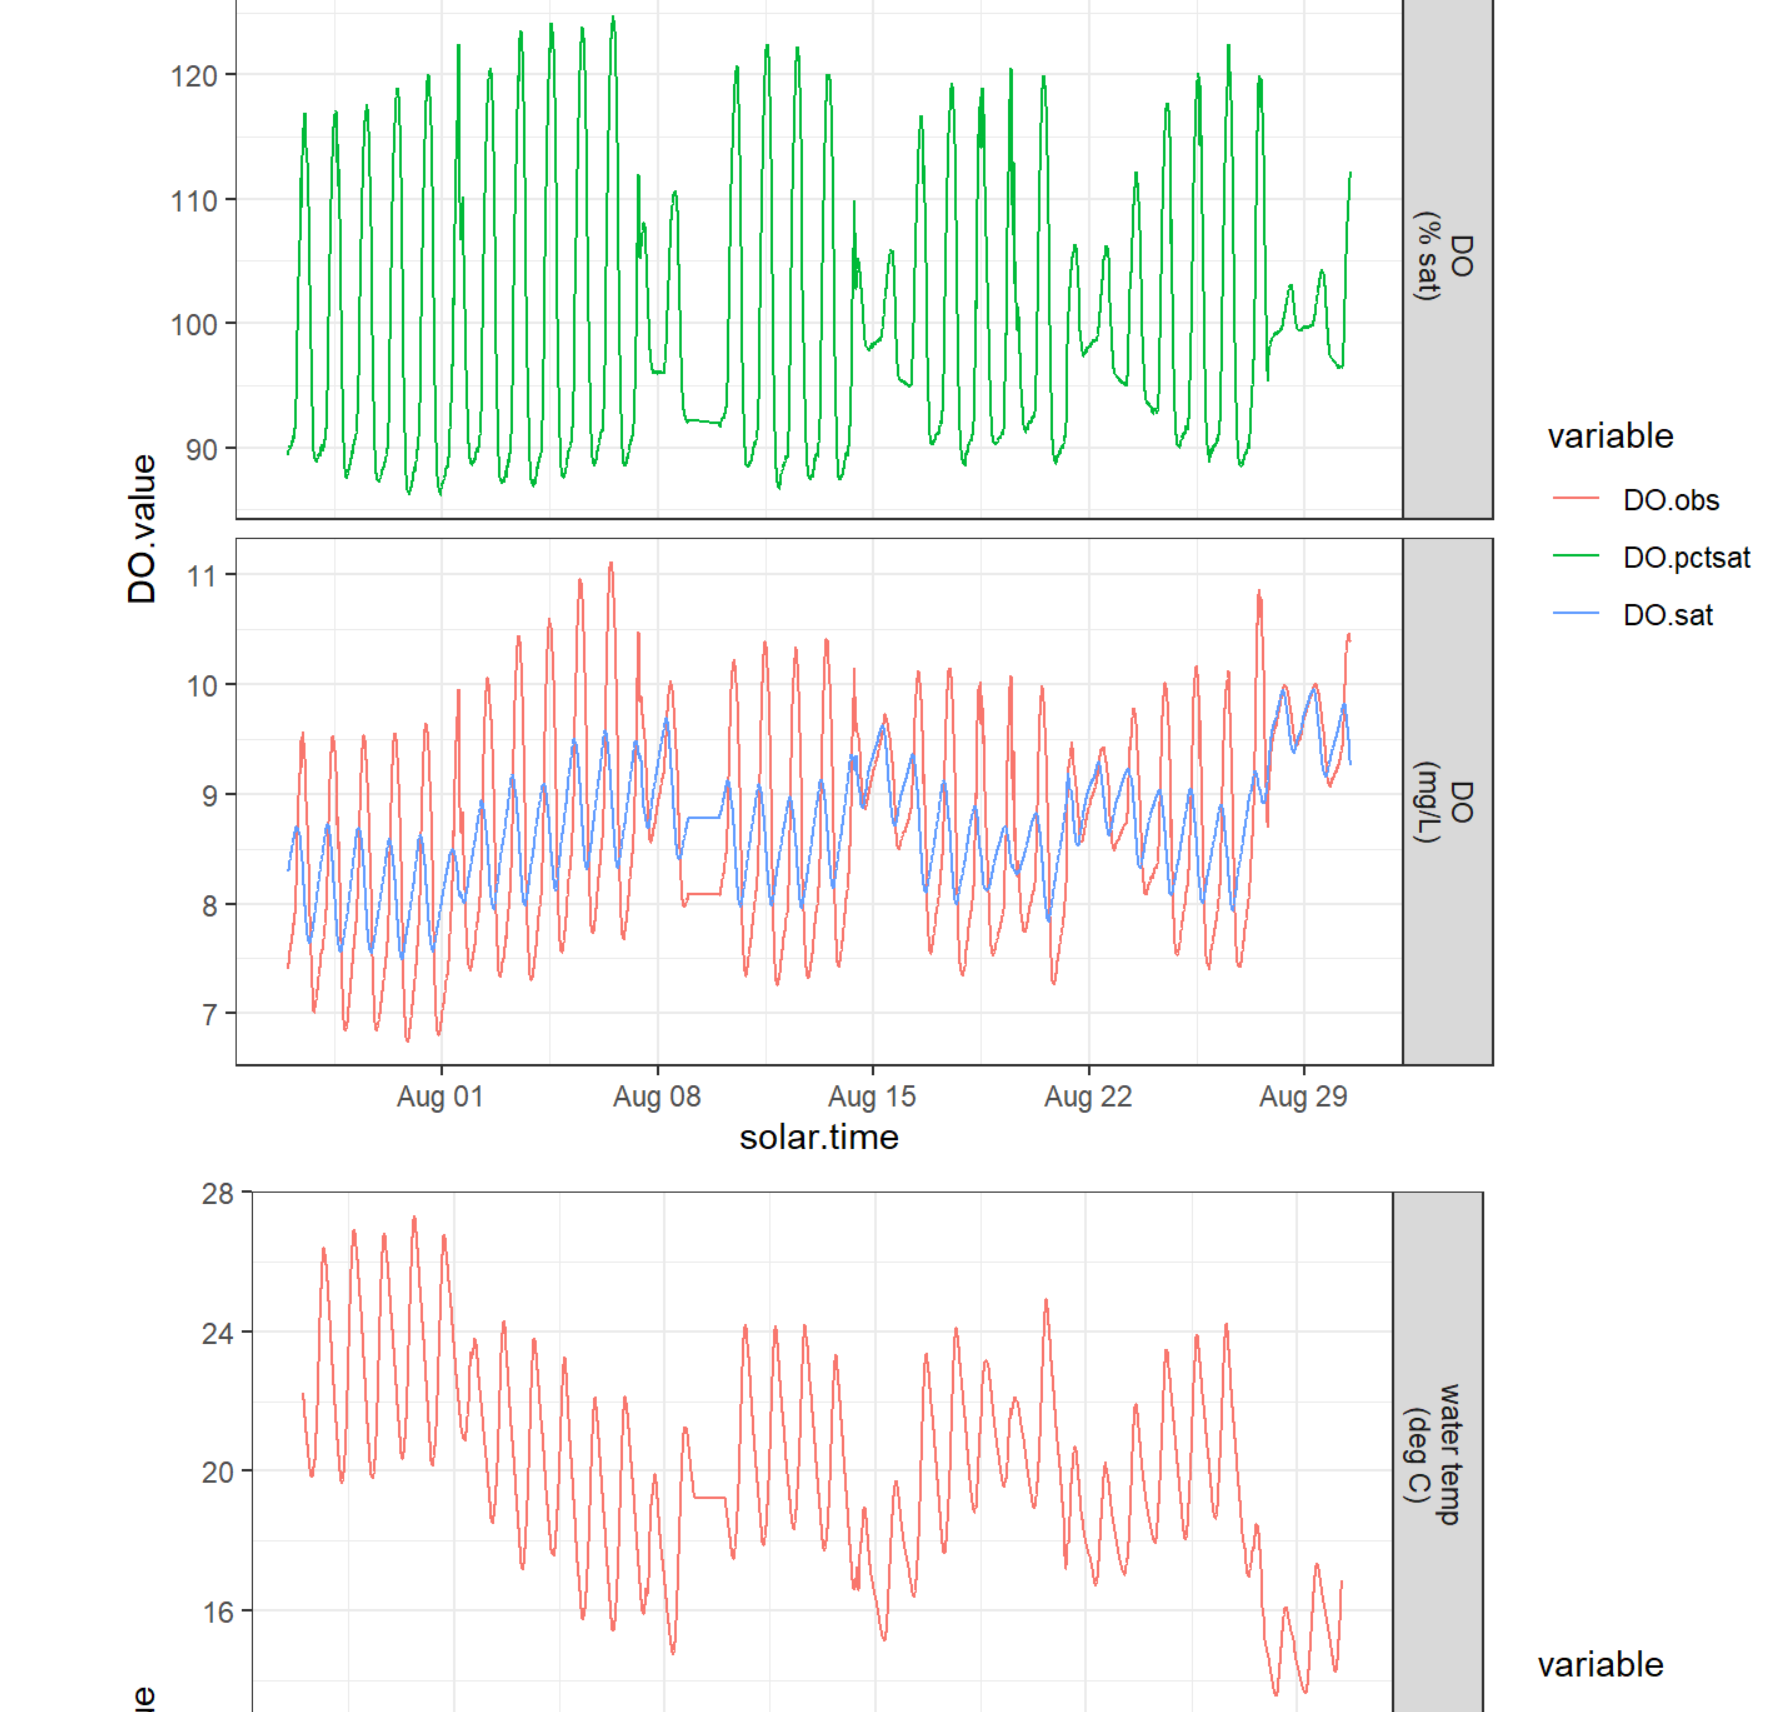 120
110
100
90
DO
(% sat)
DO.value
11
10
9
8
7
DO
(mg/L)
Aug 01
Aug 08
Aug 15
Aug 22
Aug 29
solar.time
variable
DO.obs
DO.pctsat
DO.sat
28
24
20
16
water temp
(deg C)
ue
variable